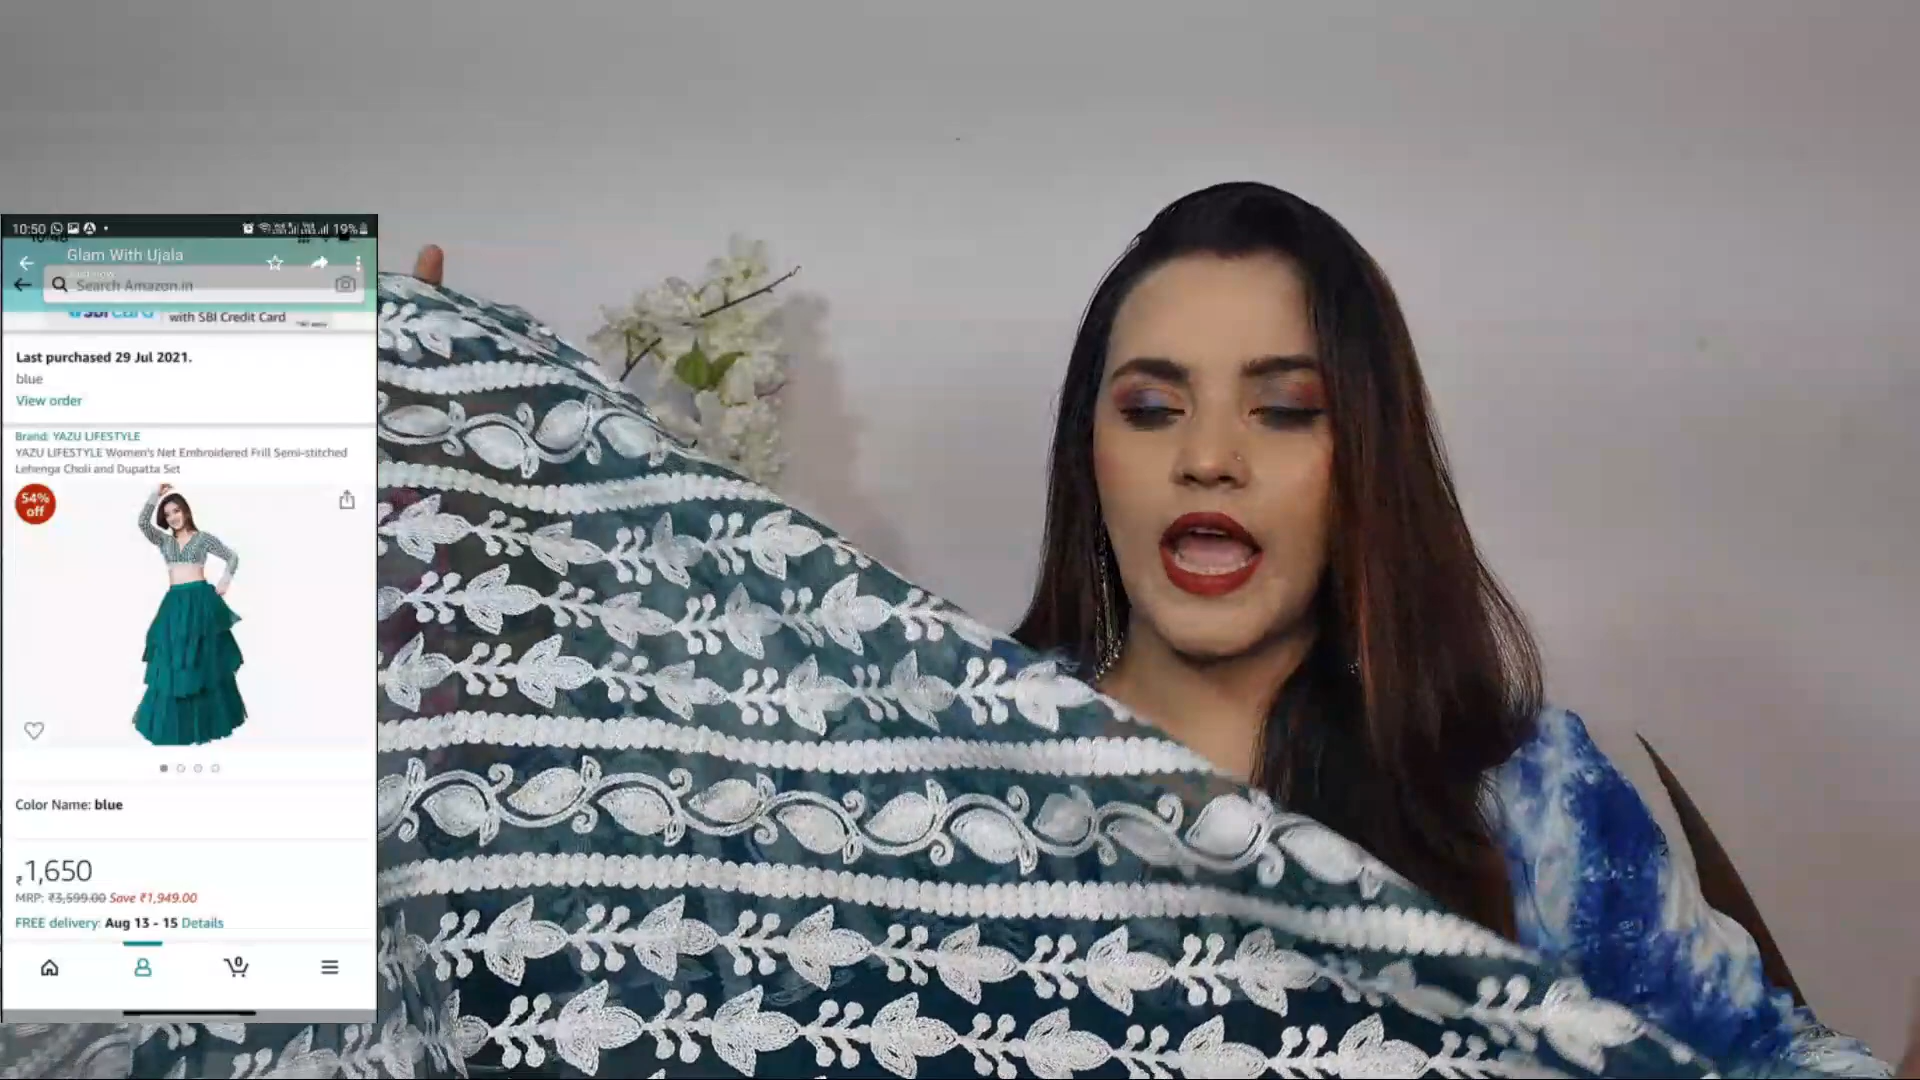 10:50 19%
Glam With Ujala
Search Amazon.in
SBI card with SBI Credit Card
Last purchased 29 Jul 2021.
blue
View order
Brand: YAZU LIFESTYLE
YAZU LIFESTYLE Women's Net Embroidered Frill Semi-stitched
Lehenga Choli and Dupatta Set
54%
off
Color Name: blue
₹1,650
MRP: ₹3,599.00 Save ₹1,949.00
FREE delivery: Aug 13 - 15 Details
0